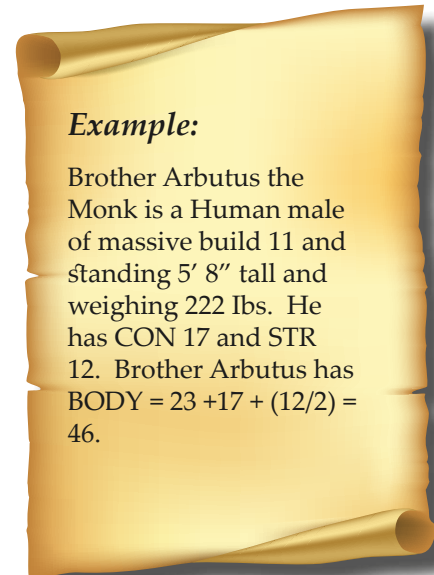 Example:
Brother Arbutus the
Monk is a Human male
of massive build 11 and
standing 5’ 8” tall and
weighing 222 Ibs.  He
has CON 17 and STR
12.  Brother Arbutus has
BODY = 23 +17 + (12/2) =
46.